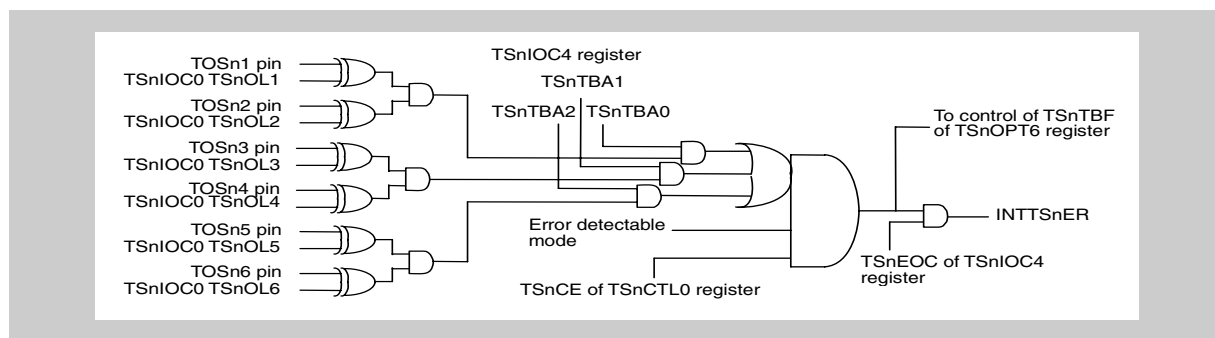 TOSn1 pin
TSnIOC0 TSnOL1
TOSn2 pin
TSnIOC0 TSnOL2
TOSn3 pin
TSnIOC0 TSnOL3
TOSn4 pin
TSnIOC0 TSnOL4
TOSn5 pin
TSnIOC0 TSnOL5
TOSn6 pin
TSnIOC0 TSnOL6
TSnIOC4 register
TSnTBA1
TSnTBA2
TSnTBA0
Error detectable
mode
TSnCE of TSnCTL0 register
To control of TSnTBF
of TSnOPT6 register
INTTSnER
TSnEOC of TSnIOC4
register